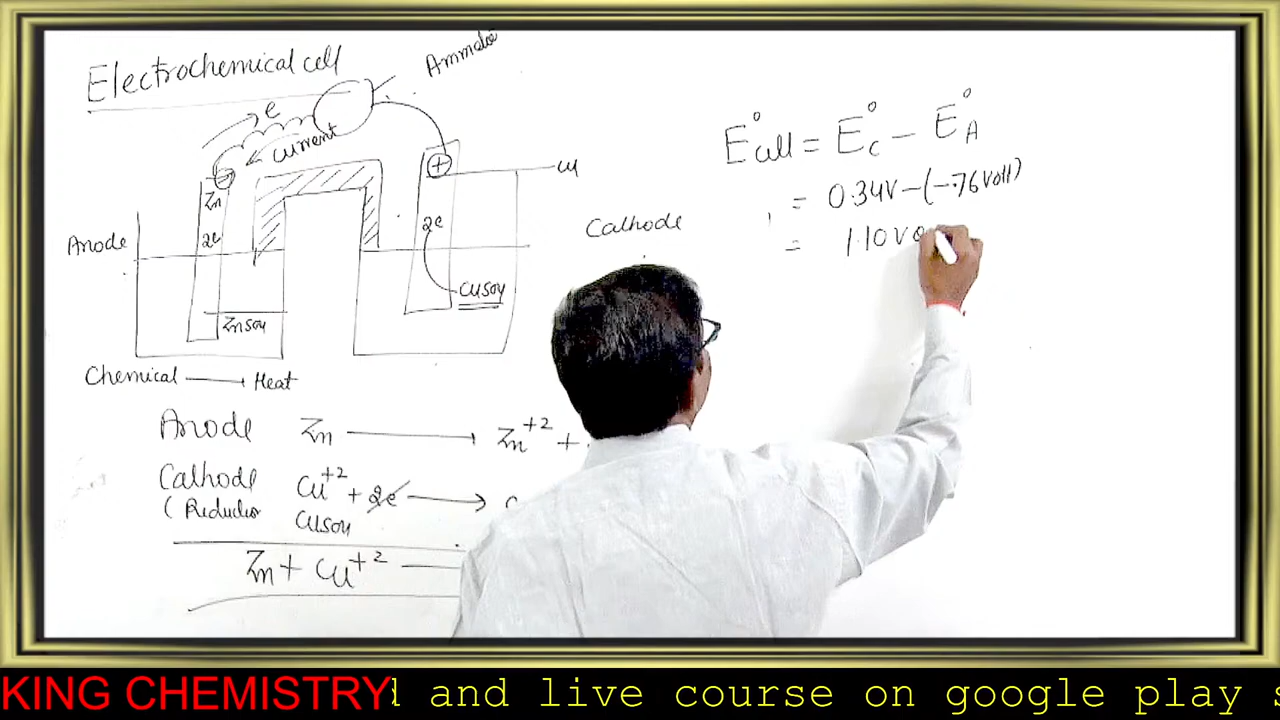 Electrochemical cell
Ammeter
e
current
Zn
2e
Anode
ZnSO4
+
2e
Cu
CuSO4
Cathode
Chemical → Heat
Anode Zn → Zn+2 +
Cathode Cu+2 + 2e →
(Reductio CuSO4
Zn + Cu+2
E°cell = E°C - E°A
= 0.34V - (-.76 Volt)
= 1.10 Vo
KING CHEMISTRY
and live course on google play s